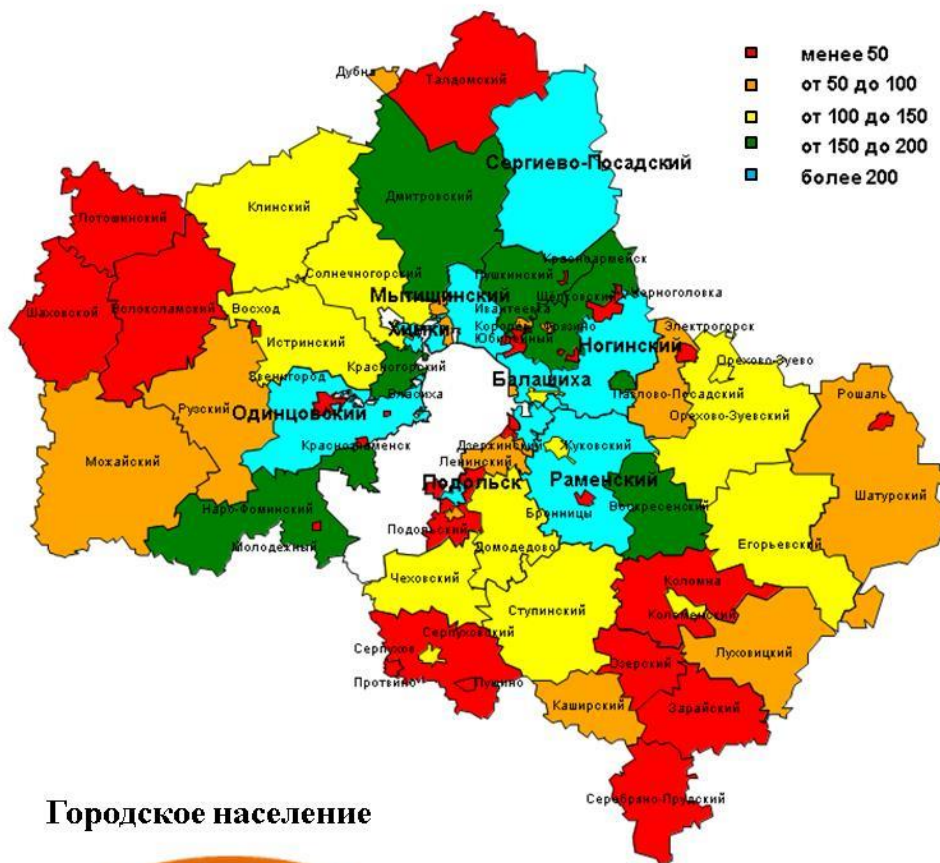 менее 50
от 50 до 100
от 100 до 150
от 150 до 200
более 200
Дубна
Талдомский
Сергиево-Посадский
Дмитровский
Клинский
Лотошинский
Солнечногорский
Пушкинский
Красноармейск
Мытищинский
Щёлковский
Черноголовка
Шаховской
Волоколамский
Восход
Ивантеевка
Химки
Королёв
Фрязино
Юбилейный
Электрогорск
Истринский
Ногинский
Орехово-Зуево
Красногорский
Звенигород
Балашиха
Власиха
Павлово-Посадский
Рошаль
Рузский
Одинцовский
Орехово-Зуевский
Краснознаменск
Дзержинский
Жуковский
Можайский
Ленинский
Подольск
Раменский
Шатурский
Наро-Фоминский
Бронницы
Воскресенский
Подольский
Молодёжный
Домодедово
Егорьевский
Чеховский
Коломна
Ступинский
Коломенский
Серпуховский
Серпухов
Луховицкий
Озерский
Протвино
Пущино
Каширский
Зарайский
Серебряно-Прудский
Городское население